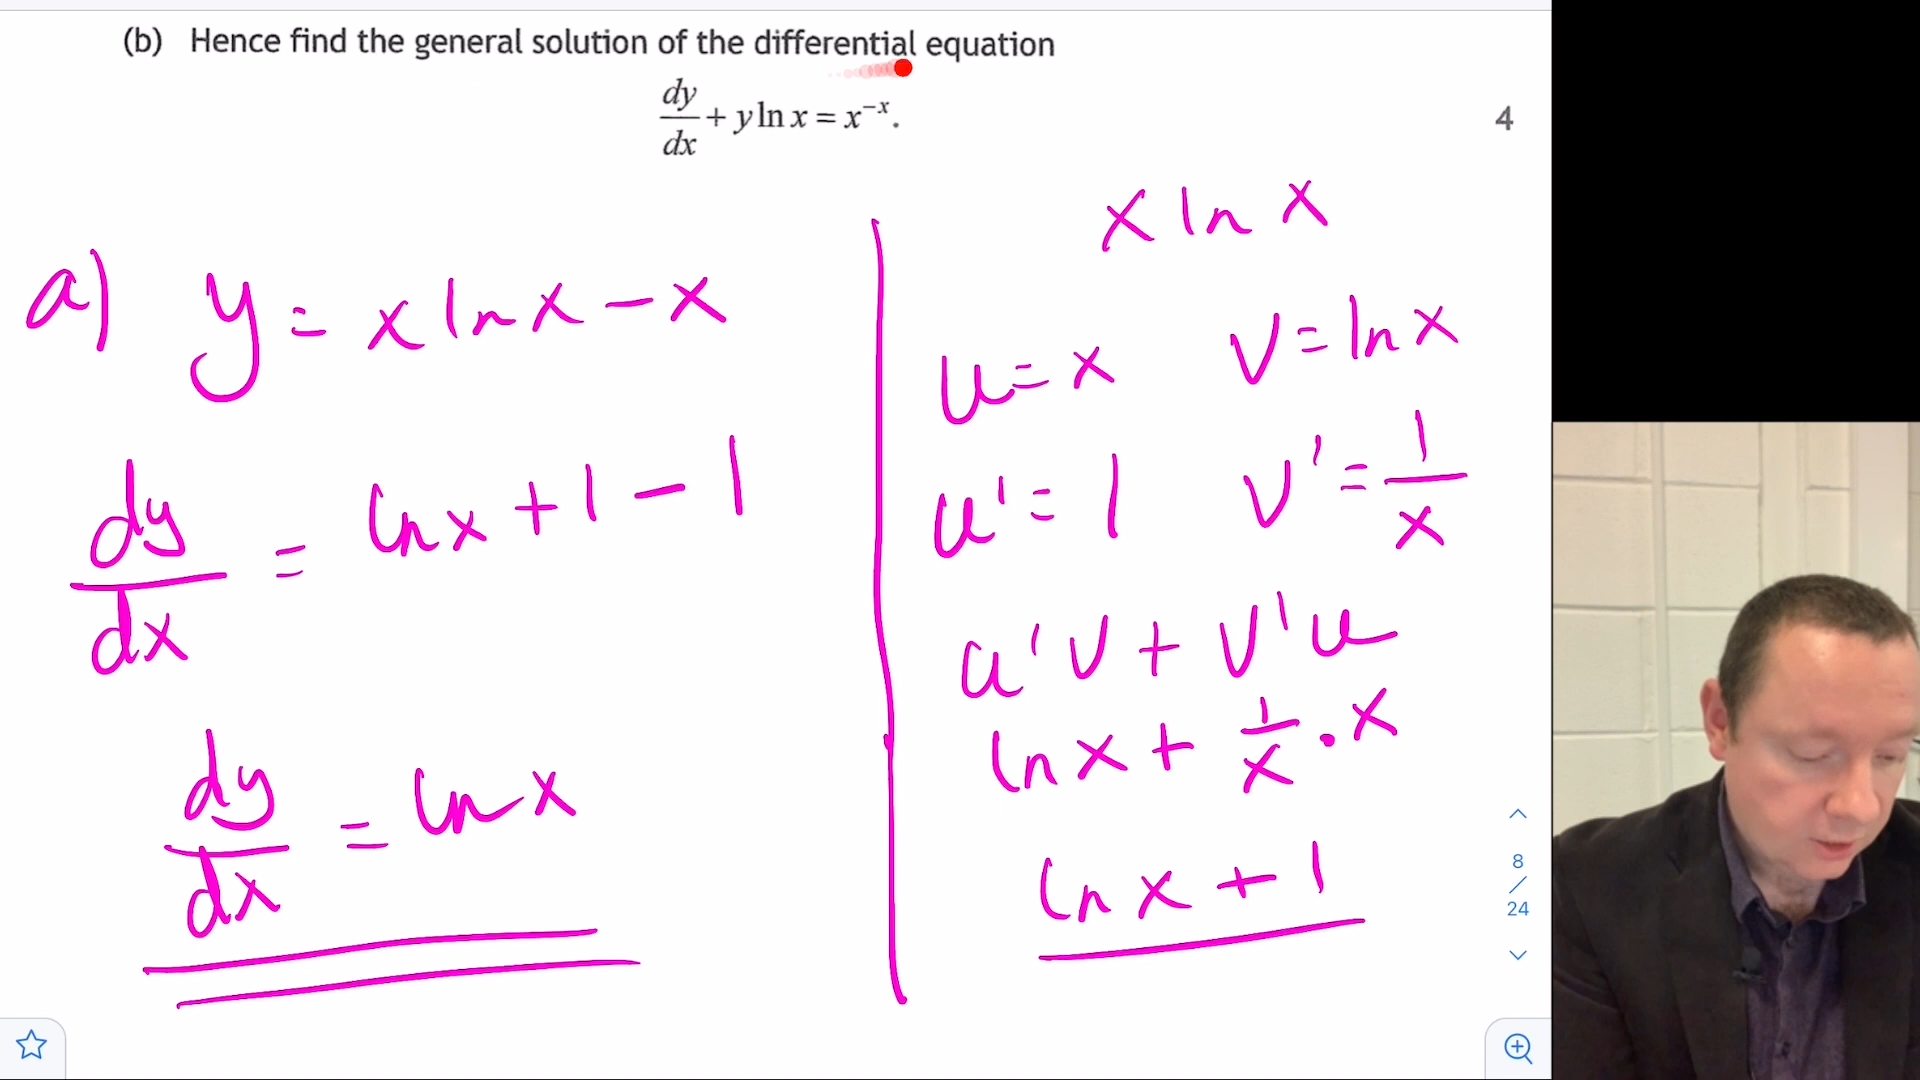 (b) Hence find the general solution of the differential equation
dy/dx + y ln x = x^{-x}.
4
a) y = x ln x - x
dy/dx = ln x + 1 - 1
dy/dx = ln x
x ln x
u = x v = ln x
u' = 1 v' = 1/x
u'v + v'u
ln x + 1/x · x
ln x + 1
8
/
24